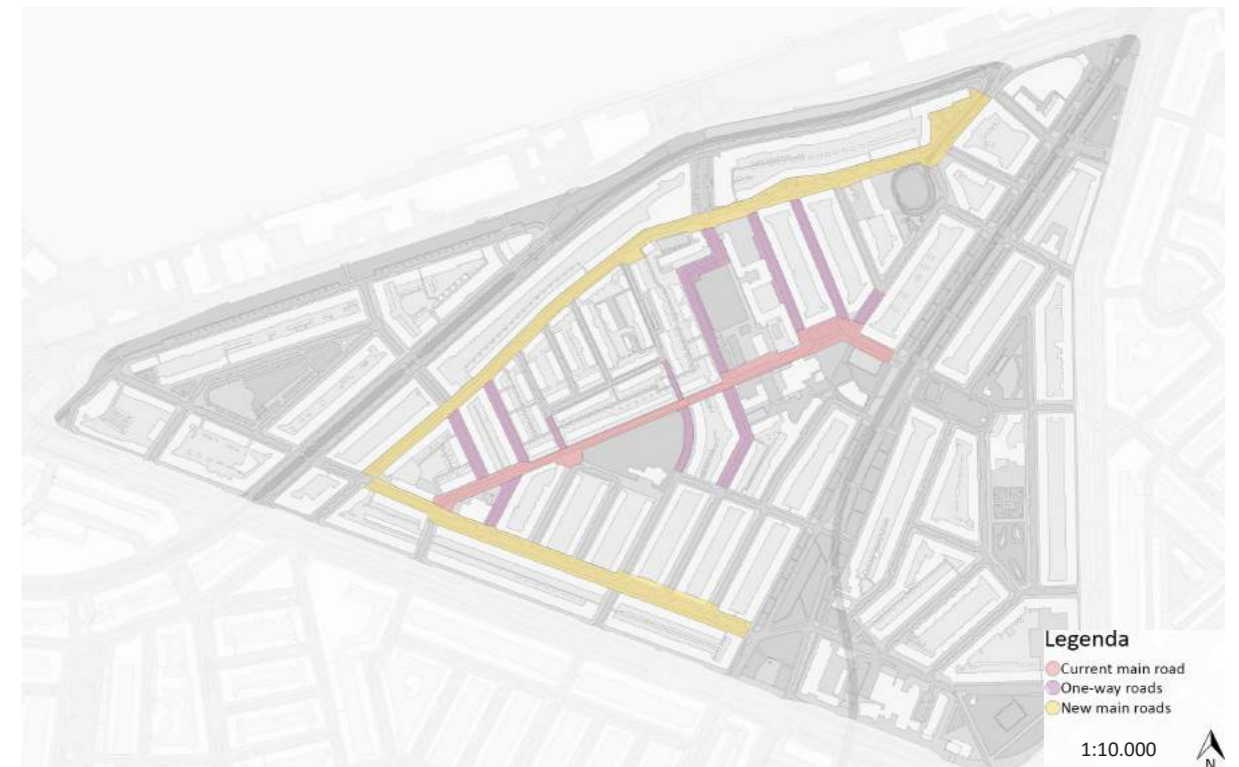 Legenda
Current main road
One-way roads
New main roads
1:10.000
N